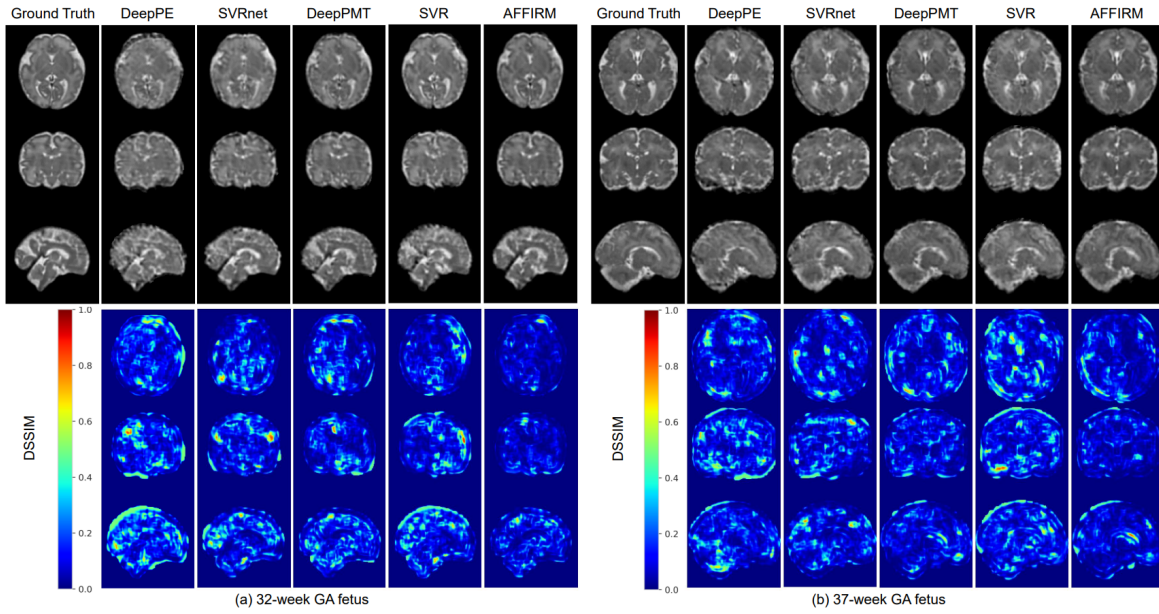 Ground Truth DeepPE SVRnet DeepPMT SVR AFFIRM
Ground Truth DeepPE SVRnet DeepPMT SVR AFFIRM
DSSIM
1.0
0.8
0.6
0.4
0.2
0.0
DSSIM
1.0
0.8
0.6
0.4
0.2
0.0
(a) 32-week GA fetus
(b) 37-week GA fetus